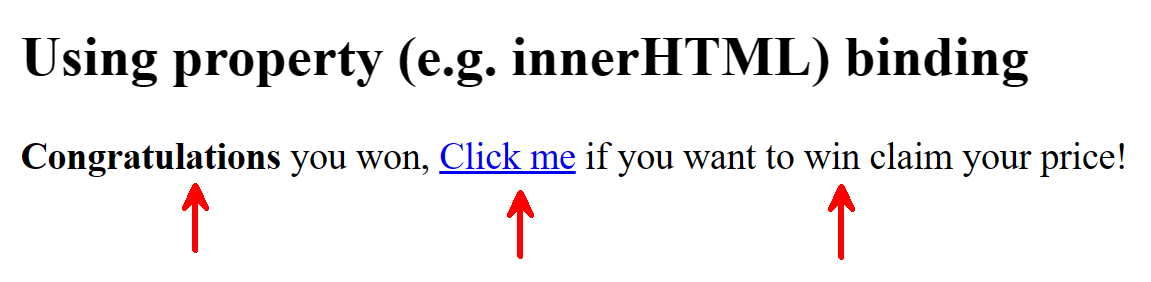 Using property (e.g. innerHTML) binding
Congratulations you won, Click me if you want to win claim your price!